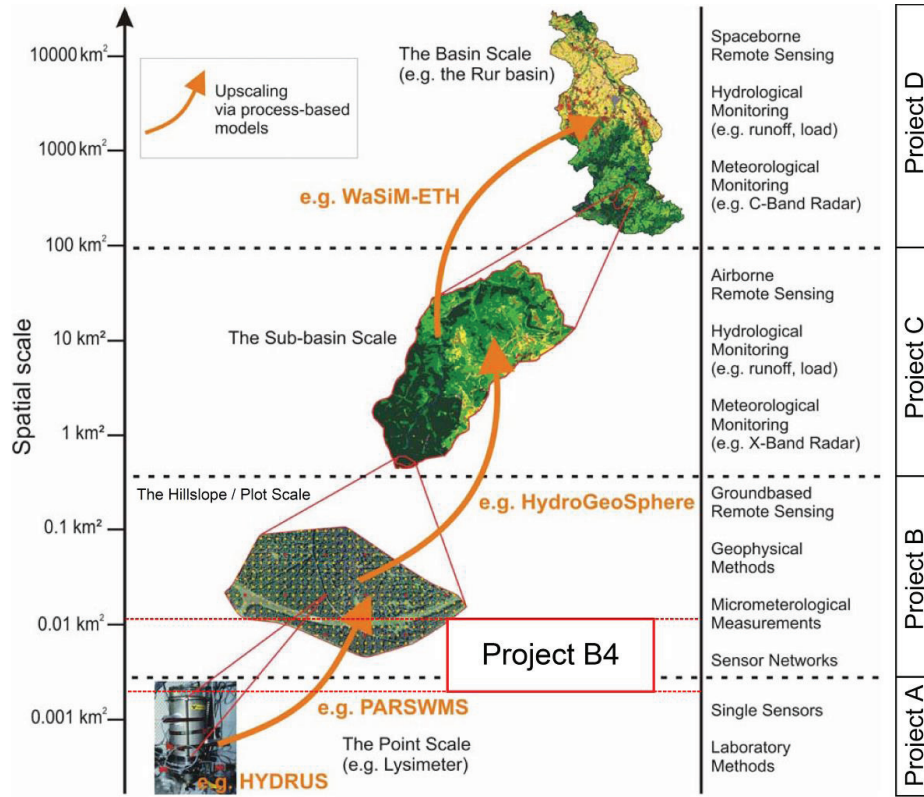 10000 km²
1000 km²
100 km²
10 km²
1 km²
0.1 km²
0.01 km²
0.001 km²
Spatial scale
Upscaling
via process-based
models
The Basin Scale
(e.g. the Rur basin)
e.g. WaSiM-ETH
The Sub-basin Scale
The Hillslope / Plot Scale
e.g. HydroGeoSphere
Project B4
e.g. PARSWMS
The Point Scale
(e.g. Lysimeter)
e.g. HYDRUS
Spaceborne
Remote Sensing
Hydrological
Monitoring
(e.g. runoff, load)
Meteorological
Monitoring
(e.g. C-Band Radar)
Airborne
Remote Sensing
Hydrological
Monitoring
(e.g. runoff, load)
Meteorological
Monitoring
(e.g. X-Band Radar)
Groundbased
Remote Sensing
Geophysical
Methods
Micrometerological
Measurements
Sensor Networks
Single Sensors
Laboratory
Methods
Project D
Project C
Project B
Project A